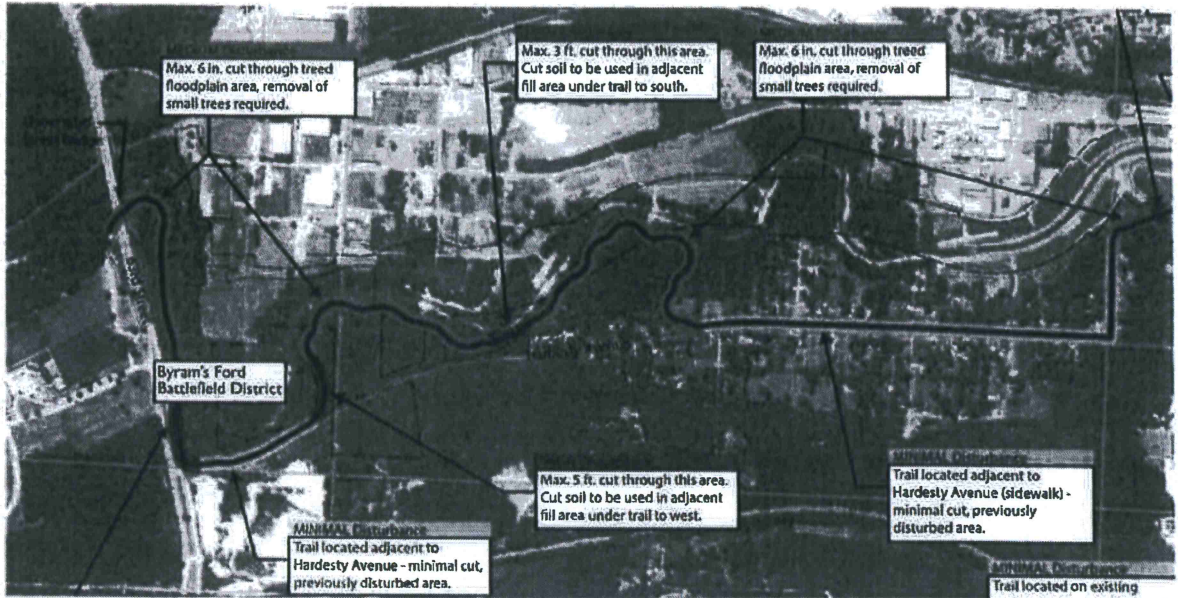 Max. 6 in. cut through treed
floodplain area, removal of
small trees required.
Max. 3 ft. cut through this area.
Cut soil to be used in adjacent
fill area under trail to south.
Max. 6 in. cut through treed
floodplain area, removal of
small trees required.
Byram's Ford
Battlefield District
Max. 5 ft. cut through this area.
Cut soil to be used in adjacent
fill area under trail to west.
MINIMAL Disturbance
Trail located adjacent to
Hardesty Avenue (sidewalk) -
minimal cut, previously
disturbed area.
MINIMAL Disturbance
Trail located adjacent to
Hardesty Avenue - minimal cut,
previously disturbed area.
MINIMAL Disturbance
Trail located on existing